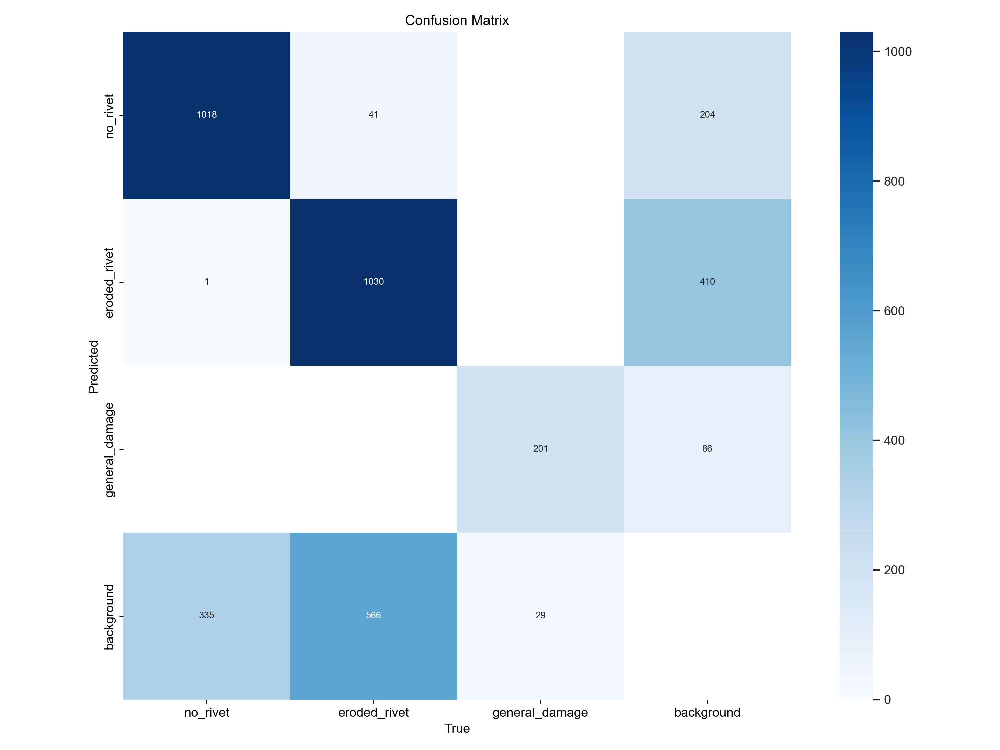 Confusion Matrix
no_rivet
1018
41
204
1000
800
eroded_rivet
1
1030
410
600
Predicted
general_damage
201
86
400
200
background
335
566
29
0
no_rivet
eroded_rivet
general_damage
background
True